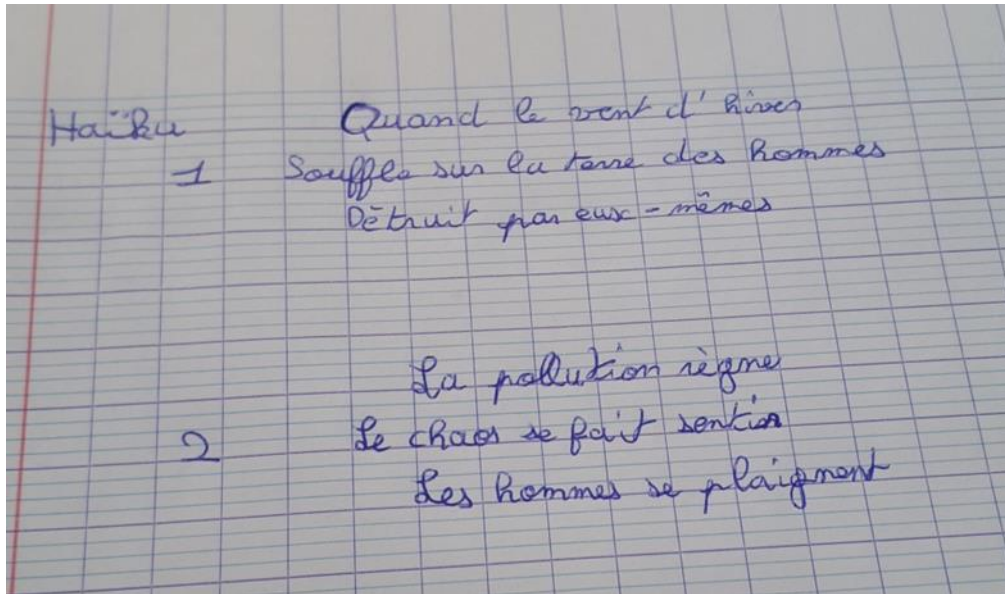 Haïku Quand le vent d'hiver
1 Souffle sur la terre des hommes
Détruit par eux-mêmes
La pollution règne
2 Le chaos se fait sentir
Les hommes se plaignent